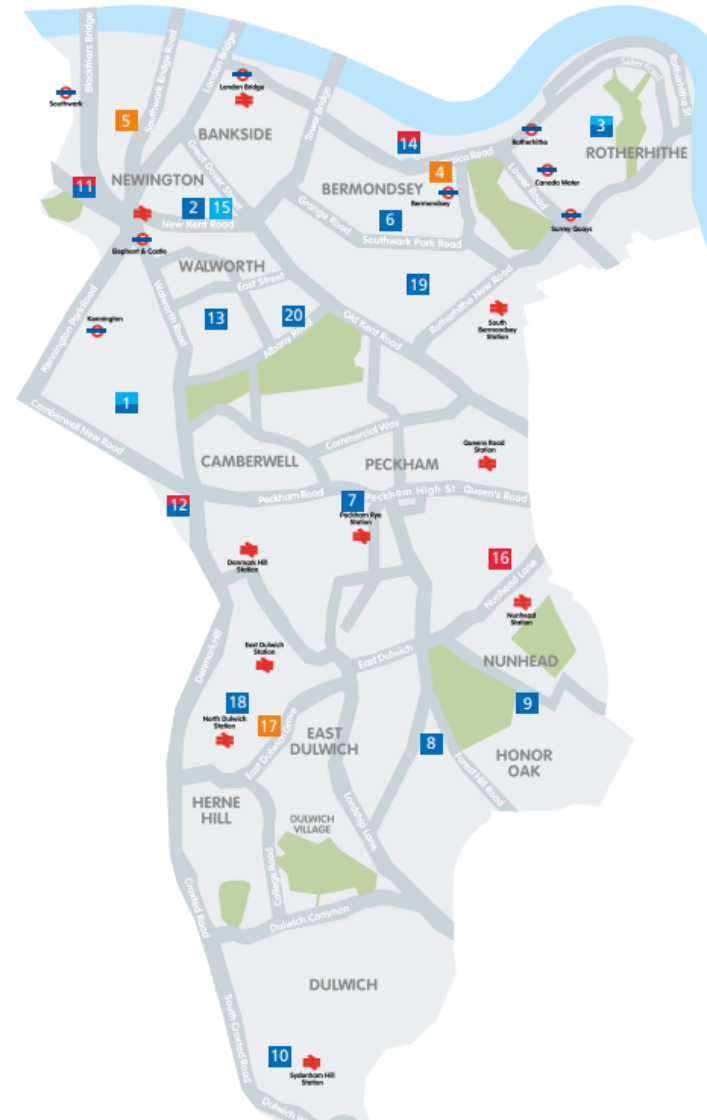 Blackfriars Bridge
Southwark Bridge Road
London Bridge
Tower Bridge
Salter Road
Rotherhithe St
Southwark
London Bridge
5
BANKSIDE
Great Dover Street
14
Jamaica Road
Rotherhithe
3
ROTHERHITHE
4
Canada Water
Lower Road
11
NEWINGTON
BERMONDSEY
Bermondsey
2
15
New Kent Road
Grange Road
6
Surrey Quays
Elephant & Castle
Southwark Park Road
WALWORTH
East Street
19
Rotherhithe New Road
Kennington Park Road
Kennington
Walworth Road
13
20
Albany Road
Old Kent Road
South
Bermondsey
Station
1
Camberwell New Road
Commercial Way
CAMBERWELL
PECKHAM
Queens Road
Station
12
Peckham Road
7
Peckham High St
Queen's Road
Peckham Rye
Station
Denmark Hill
Station
16
Nunhead Lane
Nunhead
Station
Denmark Hill
East Dulwich
Station
East Dulwich
NUNHEAD
18
North Dulwich
Station
17
East Dulwich Grove
EAST
DULWICH
9
8
HONOR
OAK
Forest Hill Road
HERNE
HILL
DULWICH
VILLAGE
Lordship Lane
College Road
Croxted Road
Dulwich Common
DULWICH
South Croxted Road
10
Sydenham Hill
Station